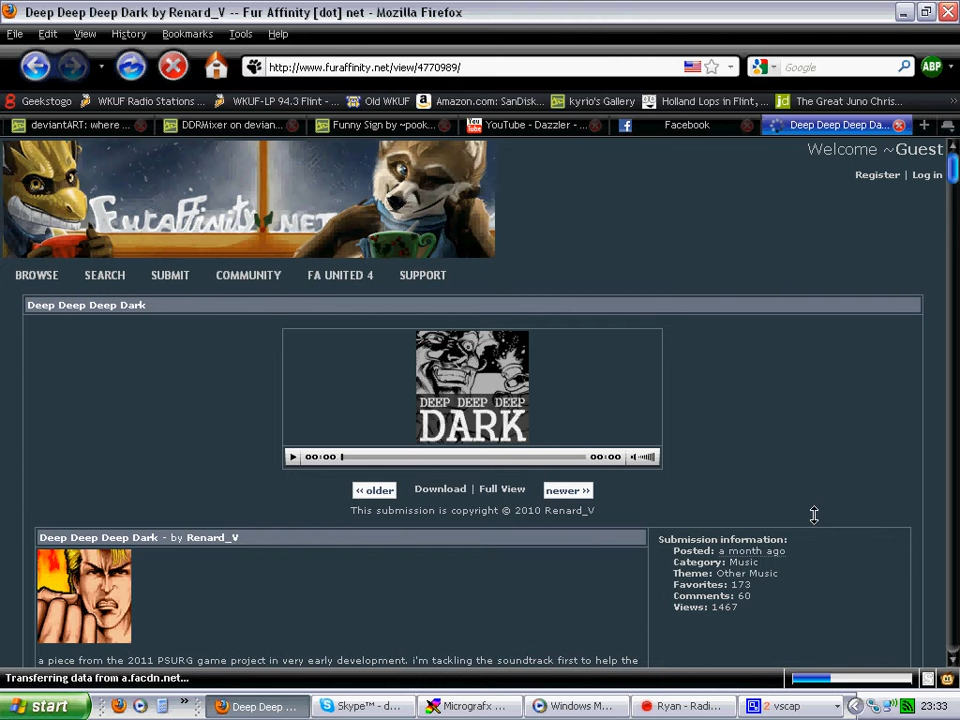 Deep Deep Deep Dark by Renard_V -- Fur Affinity [dot] net - Mozilla Firefox
File Edit View History Bookmarks Tools Help
http://www.furaffinity.net/view/4770989/
Google
ABP
Geekstogo
WKUF Radio Stations ...
WKUF-LP 94.3 Flint - ...
Old WKUF
Amazon.com: SanDisk...
kyrio's Gallery
Holland Lops in Flint, ...
The Great Juno Chris...
deviantART: where ...
DDRMixer on devian...
Funny Sign by ~pook...
YouTube - Dazzler - ...
Facebook
Deep Deep Deep Da...
FurAffinity.NET
Welcome ~Guest
Register | Log in
BROWSE SEARCH SUBMIT COMMUNITY FA UNITED 4 SUPPORT
Deep Deep Deep Dark
DEEP DEEP DEEP
DARK
00:00 00:00
‹‹ older Download | Full View newer ››
This submission is copyright © 2010 Renard_V
Deep Deep Deep Dark - by Renard_V
Submission information:
Posted: a month ago
Category: Music
Theme: Other Music
Favorites: 173
Comments: 60
Views: 1467
a piece from the 2011 PSURG game project in very early development. i'm tackling the soundtrack first to help the
Transferring data from a.facdn.net...
start
Deep Deep ...
Skype™ - d...
Micrografx ...
Windows M...
Ryan - Radi...
2 vscap
23:33